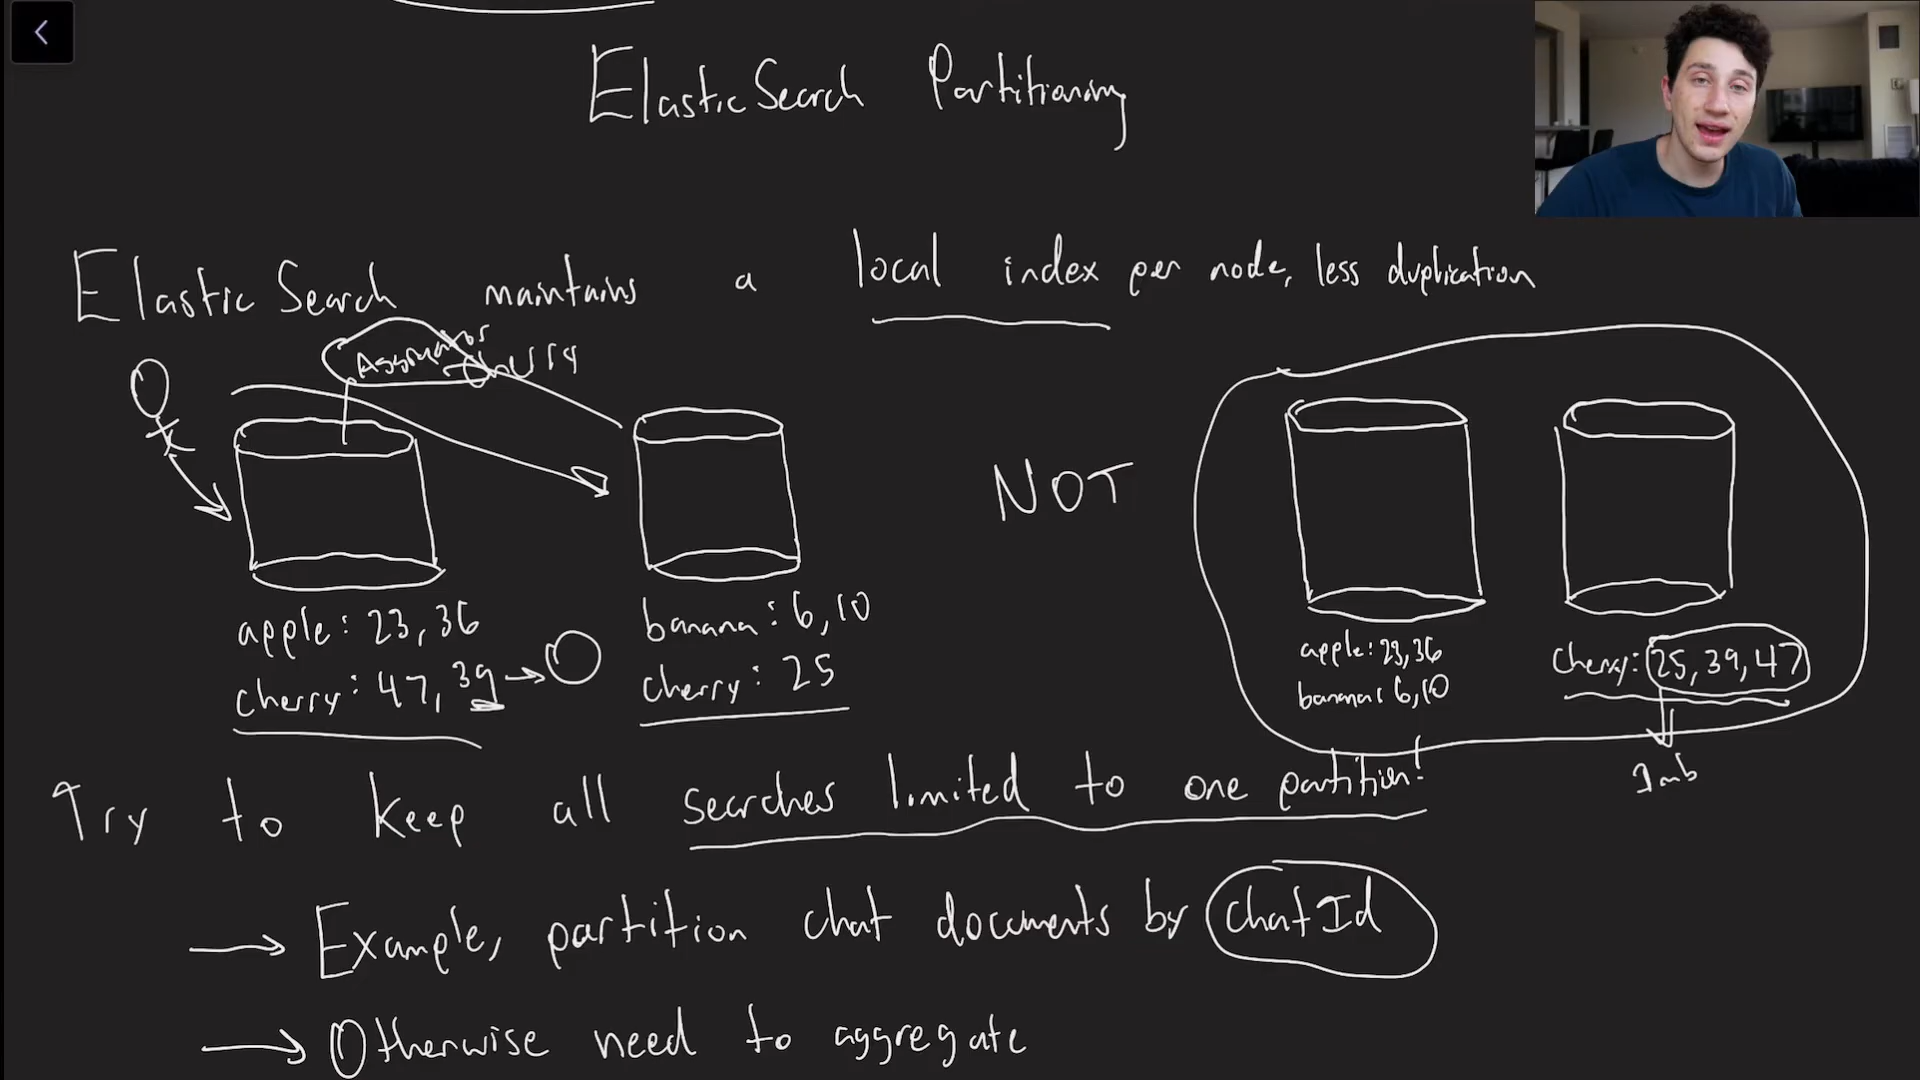 ElasticSearch Partitioning
ElasticSearch maintains a local index per node, less duplication
cherry
NOT
apple: 23, 36
cherry: 47, 39
banana: 6, 10
cherry: 25
apple: 23, 36
banana: 6, 10
cherry: 25, 39, 47
Try to keep all searches limited to one partition!
Example, partition chat documents by chatId
Otherwise need to aggregate